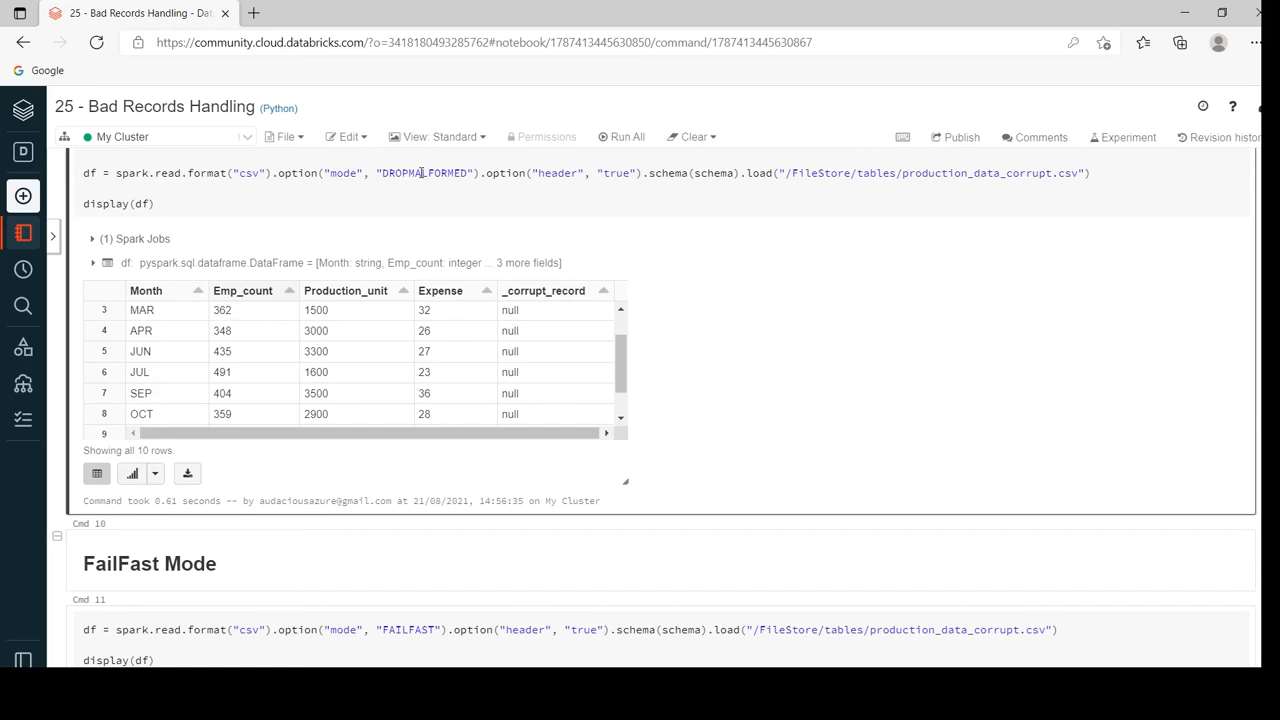 25 - Bad Records Handling - Da
https://community.cloud.databricks.com/?o=3418180493285762#notebook/1787413445630850/command/1787413445630867
Google
25 - Bad Records Handling (Python)
My Cluster File Edit View: Standard Permissions Run All Clear Publish Comments Experiment Revision histor
df = spark.read.format("csv").option("mode", "DROPMALFORMED").option("header", "true").schema(schema).load("/FileStore/tables/production_data_corrupt.csv")
display(df)
(1) Spark Jobs
df: pyspark.sql.dataframe.DataFrame = [Month: string, Emp_count: integer ... 3 more fields]
Month Emp_count Production_unit Expense _corrupt_record
3 MAR 362 1500 32 null
4 APR 348 3000 26 null
5 JUN 435 3300 27 null
6 JUL 491 1600 23 null
7 SEP 404 3500 36 null
8 OCT 359 2900 28 null
9
Showing all 10 rows.
Command took 0.61 seconds -- by audaciousazure@gmail.com at 21/08/2021, 14:56:35 on My Cluster
Cmd 10
FailFast Mode
Cmd 11
df = spark.read.format("csv").option("mode", "FAILFAST").option("header", "true").schema(schema).load("/FileStore/tables/production_data_corrupt.csv")
display(df)